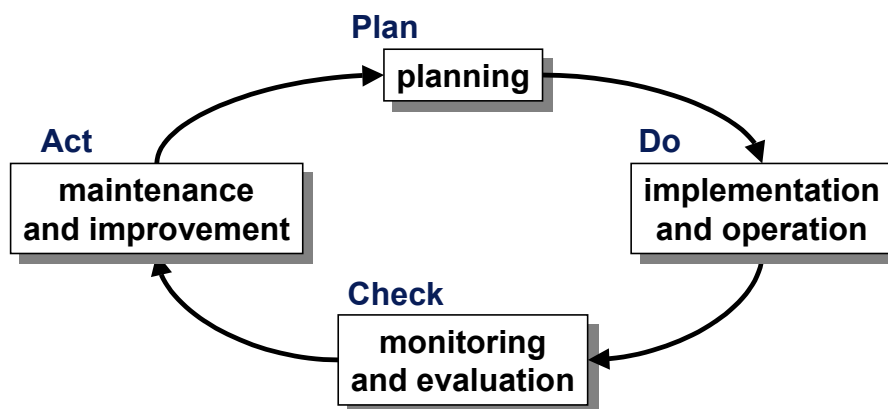 Plan
planning
Act
maintenance
and improvement
Do
implementation
and operation
Check
monitoring
and evaluation